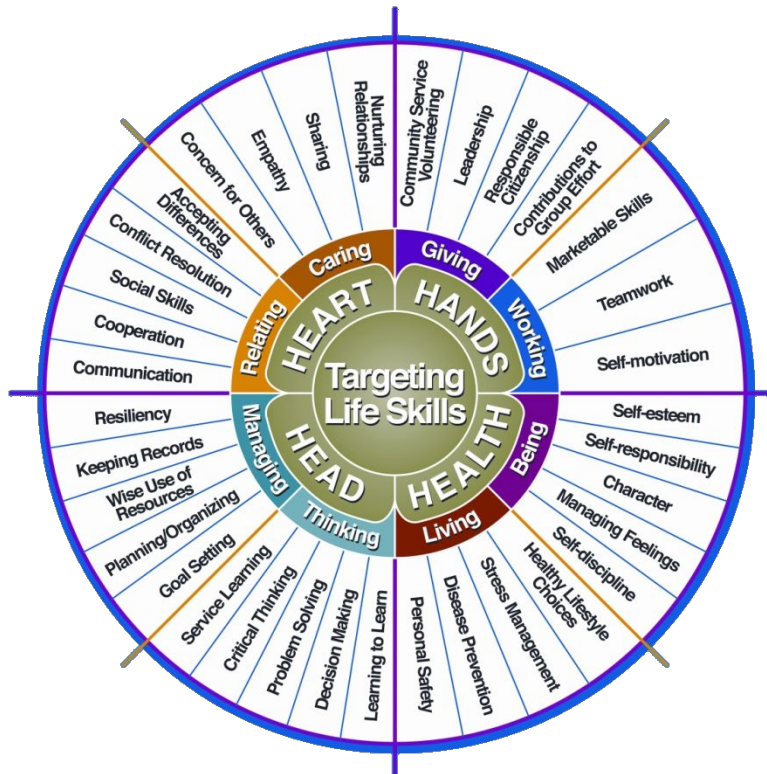 Targeting
Life Skills
HEART
HANDS
HEALTH
HEAD
Caring
Giving
Working
Being
Living
Thinking
Managing
Relating
Nurturing
Relationships
Sharing
Empathy
Concern for Others
Accepting
Differences
Conflict Resolution
Social Skills
Cooperation
Communication
Community Service
Volunteering
Leadership
Responsible
Citizenship
Contributions to
Group Effort
Marketable Skills
Teamwork
Self-motivation
Self-esteem
Self-responsibility
Character
Managing Feelings
Self-discipline
Healthy Lifestyle
Choices
Stress Management
Disease Prevention
Personal Safety
Learning to Learn
Decision Making
Problem Solving
Critical Thinking
Service Learning
Goal Setting
Planning/Organizing
Wise Use of
Resources
Keeping Records
Resiliency